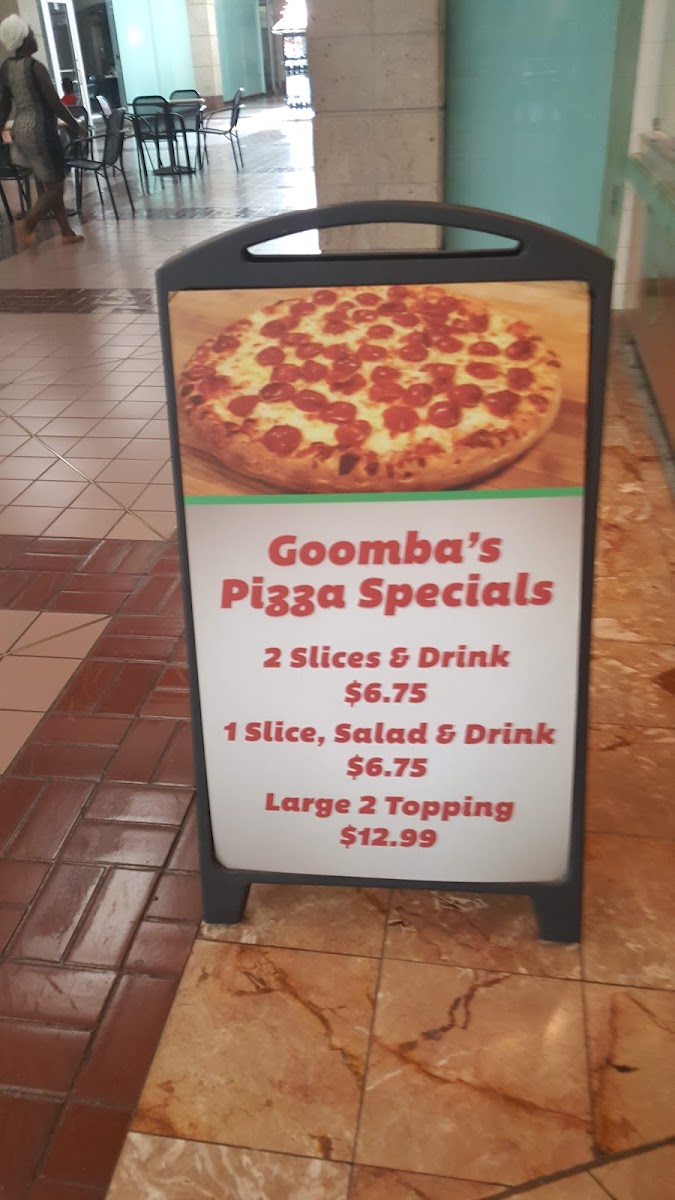 Goomba's
Pizza Specials
2 Slices & Drink
$6.75
1 Slice, Salad & Drink
$6.75
Large 2 Topping
$12.99